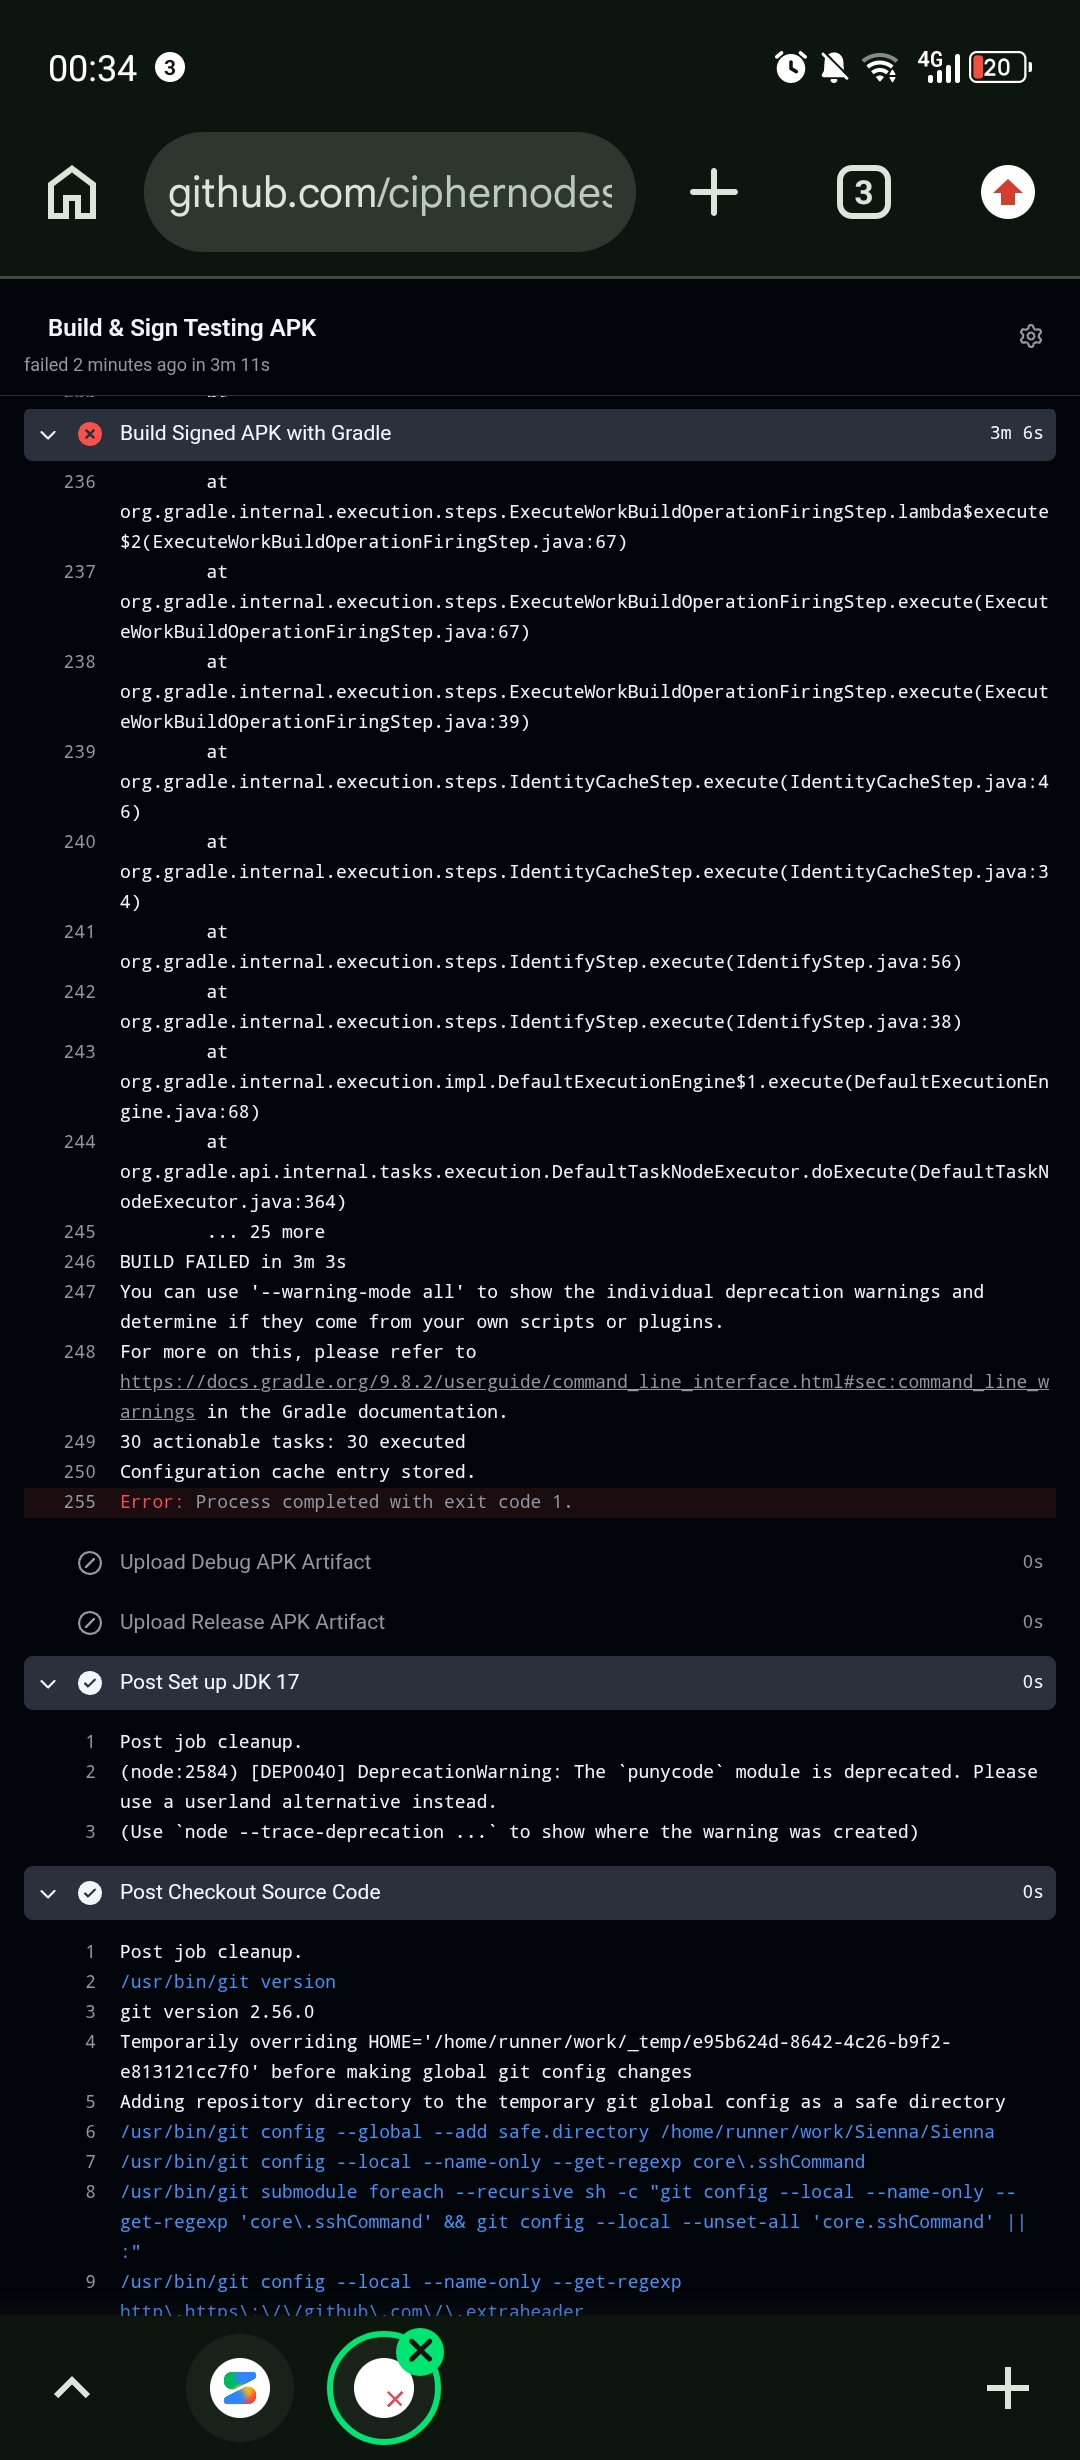 00:34 3 4G 20
github.com/ciphernodes 3
Build & Sign Testing APK
failed 2 minutes ago in 3m 11s
Build Signed APK with Gradle 3m 6s
236 at
org.gradle.internal.execution.steps.ExecuteWorkBuildOperationFiringStep.lambda$execute
$2(ExecuteWorkBuildOperationFiringStep.java:67)
237 at
org.gradle.internal.execution.steps.ExecuteWorkBuildOperationFiringStep.execute(Execut
eWorkBuildOperationFiringStep.java:67)
238 at
org.gradle.internal.execution.steps.ExecuteWorkBuildOperationFiringStep.execute(Execut
eWorkBuildOperationFiringStep.java:39)
239 at
org.gradle.internal.execution.steps.IdentityCacheStep.execute(IdentityCacheStep.java:4
6)
240 at
org.gradle.internal.execution.steps.IdentityCacheStep.execute(IdentityCacheStep.java:3
4)
241 at
org.gradle.internal.execution.steps.IdentifyStep.execute(IdentifyStep.java:56)
242 at
org.gradle.internal.execution.steps.IdentifyStep.execute(IdentifyStep.java:38)
243 at
org.gradle.internal.execution.impl.DefaultExecutionEngine$1.execute(DefaultExecutionEn
gine.java:68)
244 at
org.gradle.api.internal.tasks.execution.DefaultTaskNodeExecutor.doExecute(DefaultTaskN
odeExecutor.java:364)
245 ... 25 more
246 BUILD FAILED in 3m 3s
247 You can use '--warning-mode all' to show the individual deprecation warnings and
determine if they come from your own scripts or plugins.
248 For more on this, please refer to
https://docs.gradle.org/9.8.2/userguide/command_line_interface.html#sec:command_line_w
arnings in the Gradle documentation.
249 30 actionable tasks: 30 executed
250 Configuration cache entry stored.
255 Error: Process completed with exit code 1.
Upload Debug APK Artifact 0s
Upload Release APK Artifact 0s
Post Set up JDK 17 0s
1 Post job cleanup.
2 (node:2584) [DEP0040] DeprecationWarning: The `punycode` module is deprecated. Please
use a userland alternative instead.
3 (Use `node --trace-deprecation ...` to show where the warning was created)
Post Checkout Source Code 0s
1 Post job cleanup.
2 /usr/bin/git version
3 git version 2.56.0
4 Temporarily overriding HOME='/home/runner/work/_temp/e95b624d-8642-4c26-b9f2-
e813121cc7f0' before making global git config changes
5 Adding repository directory to the temporary git global config as a safe directory
6 /usr/bin/git config --global --add safe.directory /home/runner/work/Sienna/Sienna
7 /usr/bin/git config --local --name-only --get-regexp core\.sshCommand
8 /usr/bin/git submodule foreach --recursive sh -c "git config --local --name-only --
get-regexp 'core\.sshCommand' && git config --local --unset-all 'core.sshCommand' ||
:"
9 /usr/bin/git config --local --name-only --get-regexp
http\.https\:\/\/github\.com\/\.extraheader